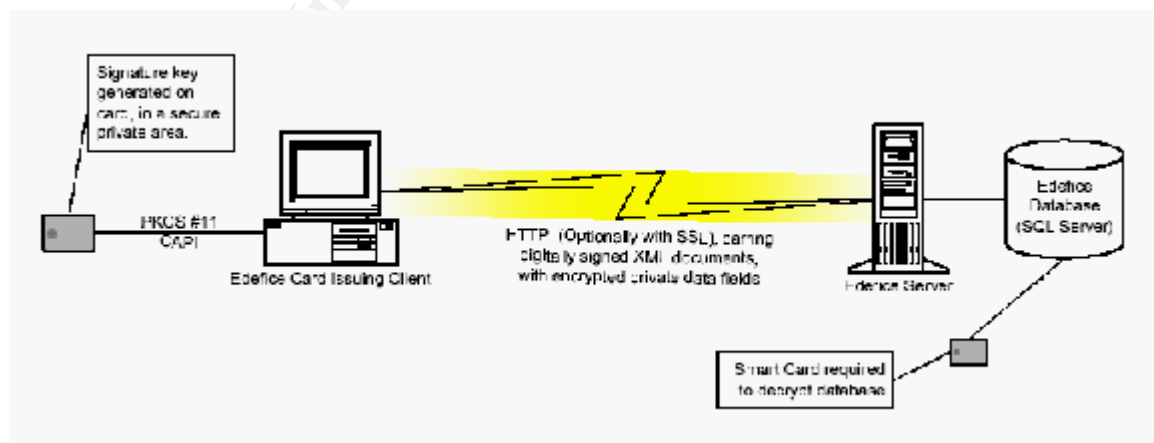 Signature key
generated on
card, in a secure
private area.
PKCS #11
CAPI
Edefice Card Issuing Client
HTTP (Optionally with SSL), carring
digitally signed XML documents,
with encrypted private data fields
Edefice Server
Edefice
Database
(SQL Server)
Smart Card required
to decrypt database